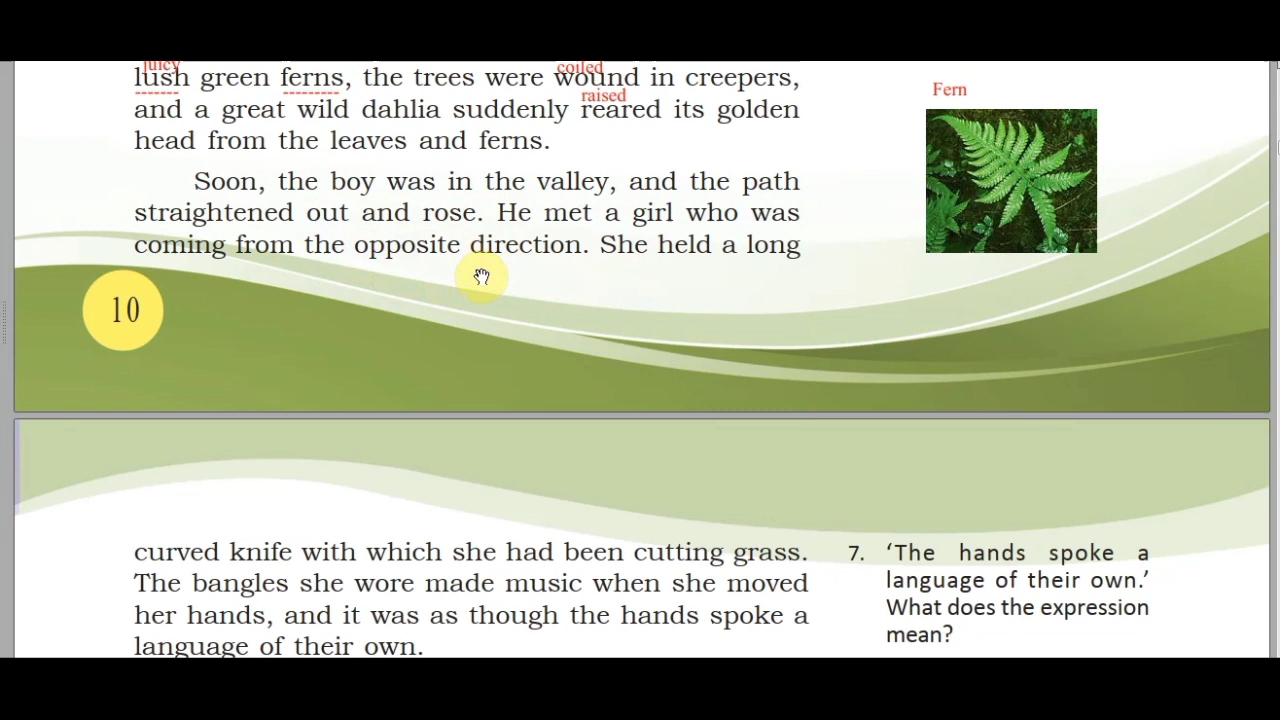 juicy
coiled
lush green ferns, the trees were wound in creepers,
raised
and a great wild dahlia suddenly reared its golden
head from the leaves and ferns.
Fern
Soon, the boy was in the valley, and the path
straightened out and rose. He met a girl who was
coming from the opposite direction. She held a long
10
curved knife with which she had been cutting grass.
The bangles she wore made music when she moved
her hands, and it was as though the hands spoke a
language of their own.
7. ‘The hands spoke a
language of their own.’
What does the expression
mean?